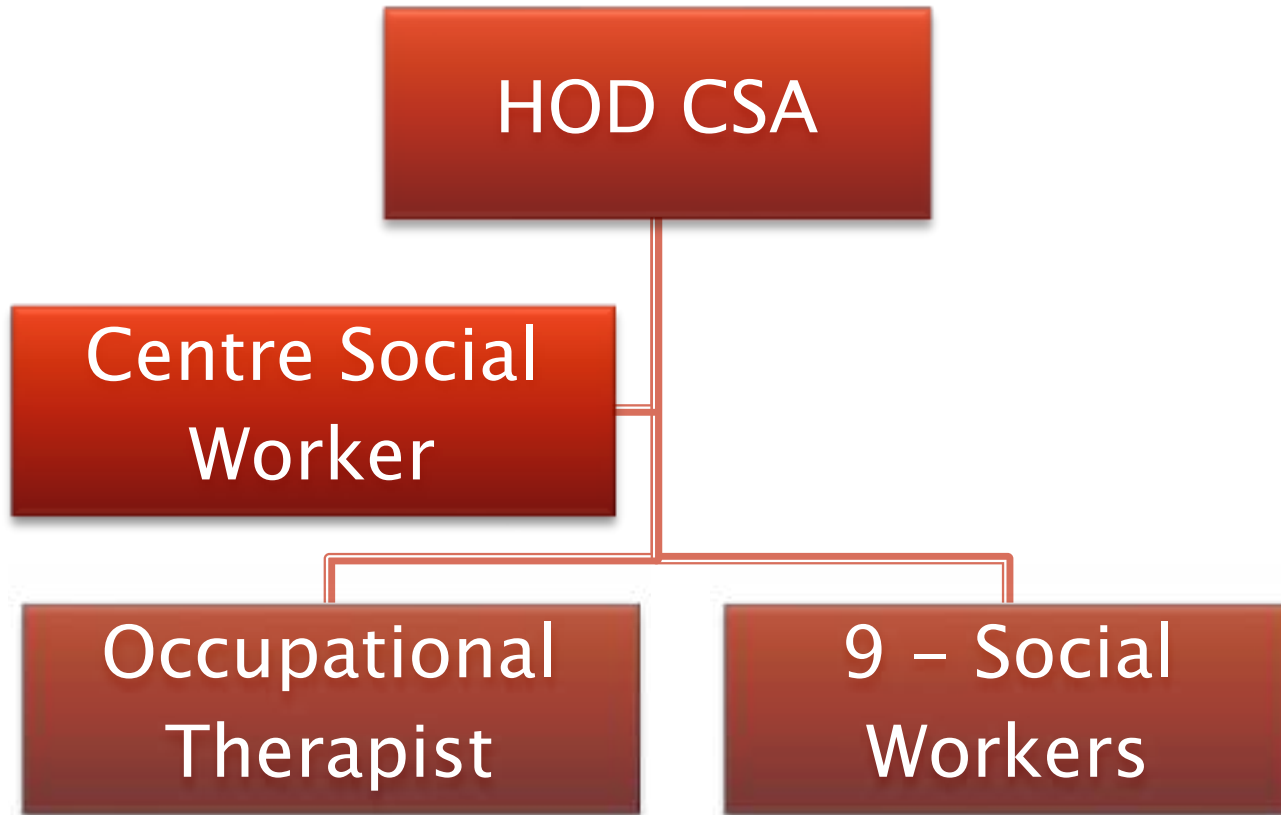 HOD CSA
Centre Social
Worker
Occupational
Therapist
9 – Social
Workers